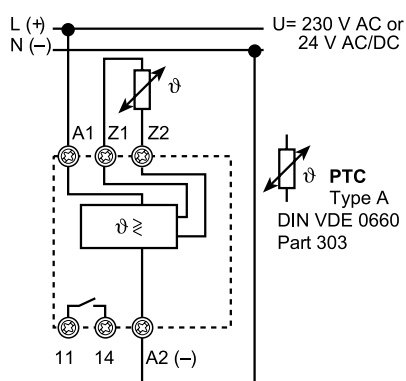 L (+)
U= 230 V AC or
N (–)
24 V AC/DC
ϑ
A1 Z1 Z2
ϑ PTC
Type A
DIN VDE 0660
Part 303
ϑ ≷
11 14 A2 (–)